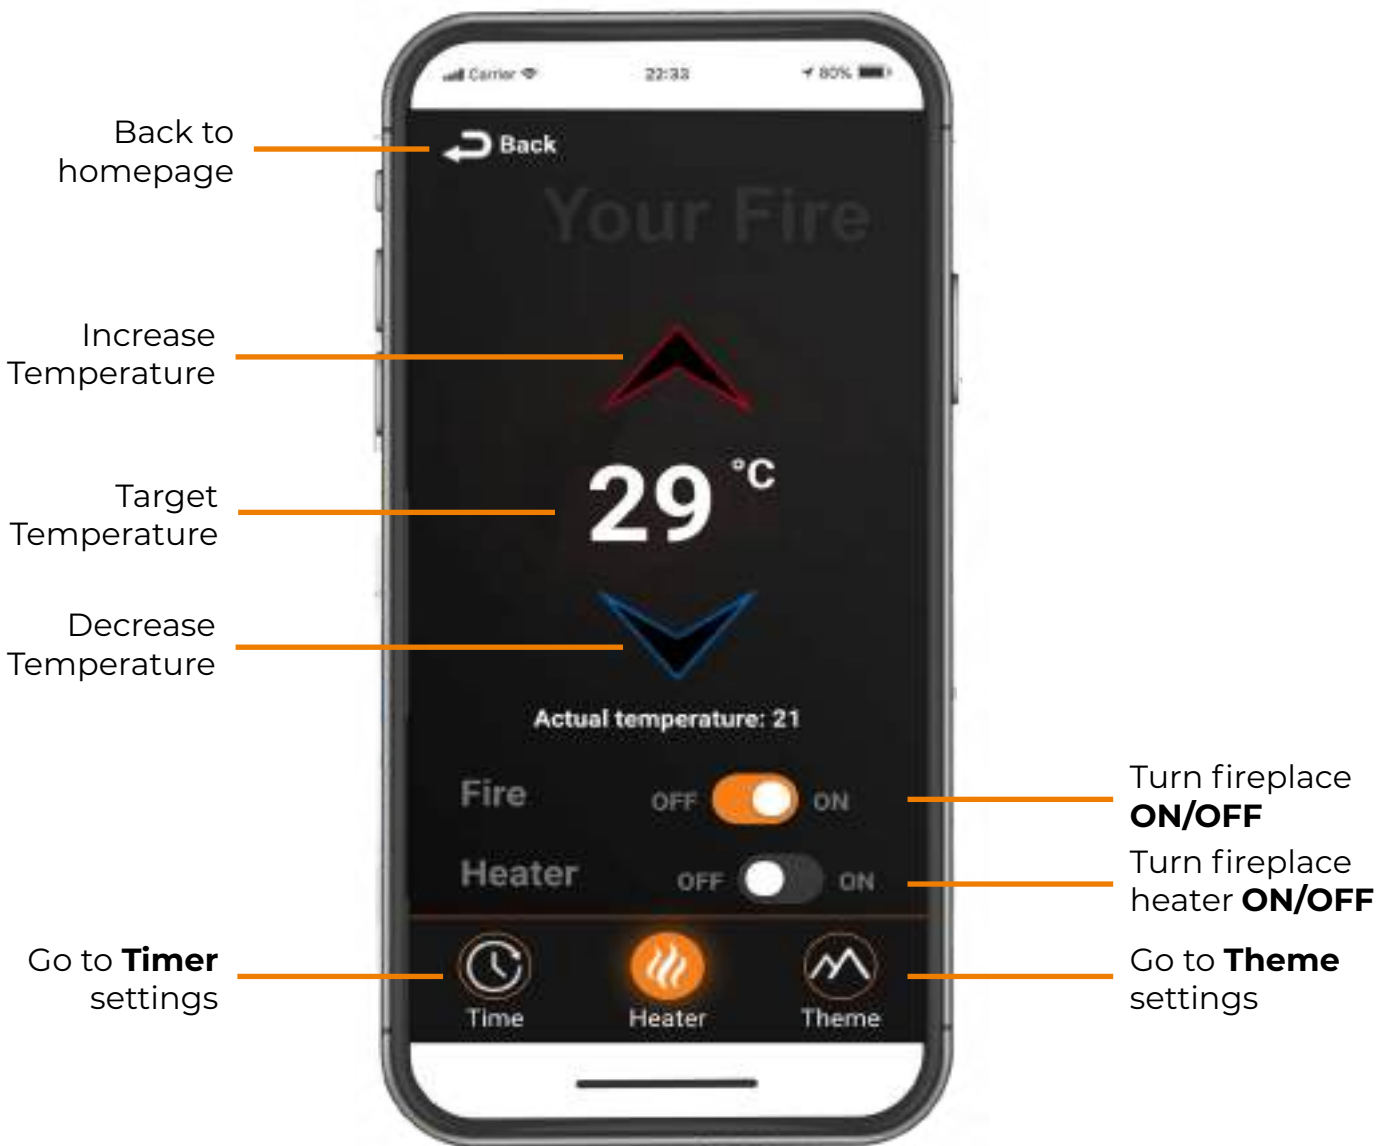 Carrier 22:33 80%
Back to
homepage
Back
Your Fire
Increase
Temperature
29 °C
Target
Temperature
Decrease
Temperature
Actual temperature: 21
Fire OFF ON
Turn fireplace
ON/OFF
Heater OFF ON
Turn fireplace
heater ON/OFF
Go to Timer
settings
Time Heater Theme
Go to Theme
settings